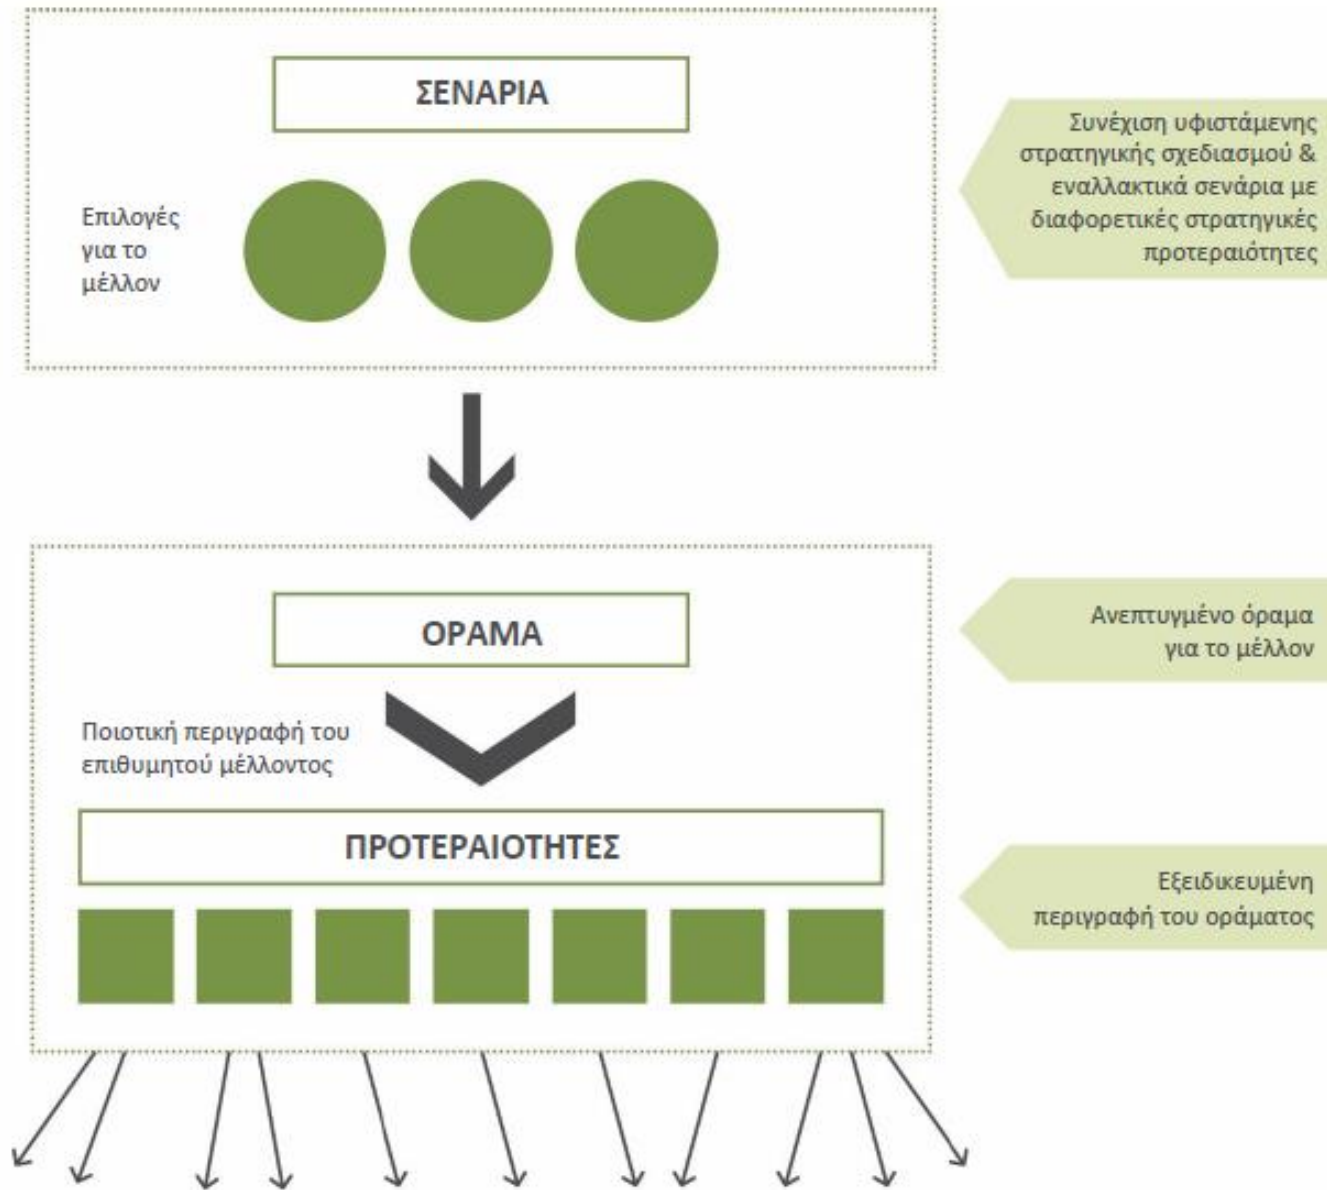 ΣΕΝΑΡΙΑ
Επιλογές
για το
μέλλον
Συνέχιση υφιστάμενης
στρατηγικής σχεδιασμού &
εναλλακτικά σενάρια με
διαφορετικές στρατηγικές
προτεραιότητες
ΟΡΑΜΑ
Ανεπτυγμένο όραμα
για το μέλλον
Ποιοτική περιγραφή του
επιθυμητού μέλλοντος
ΠΡΟΤΕΡΑΙΟΤΗΤΕΣ
Εξειδικευμένη
περιγραφή του οράματος